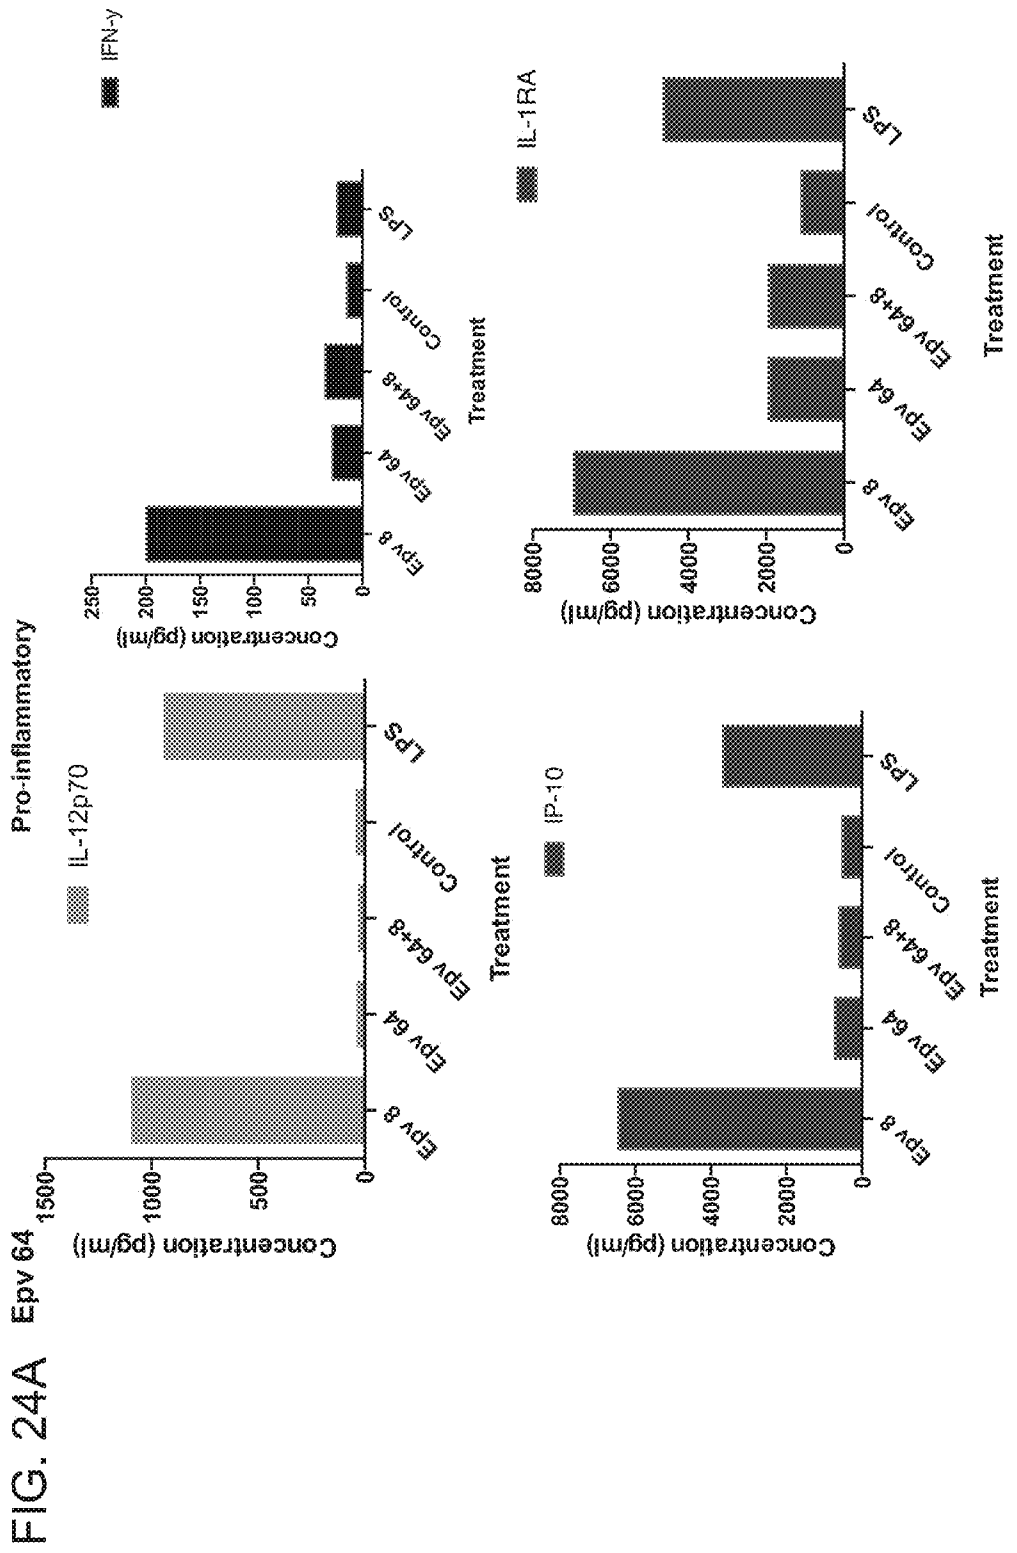 FIG. 24A
Epv 64
Pro-inflammatory
IL-12p70
Concentration (pg/ml)
1500
1000
500
0
Epv 8
Epv 64
Epv 64+8
Control
LPS
Treatment
IFN-y
Concentration (pg/ml)
250
200
150
100
50
0
Epv 8
Epv 64
Epv 64+8
Control
LPS
Treatment
IP-10
Concentration (pg/ml)
8000
6000
4000
2000
0
Epv 8
Epv 64
Epv 64+8
Control
LPS
Treatment
IL-1RA
Concentration (pg/ml)
8000
6000
4000
2000
0
Epv 8
Epv 64
Epv 64+8
Control
LPS
Treatment